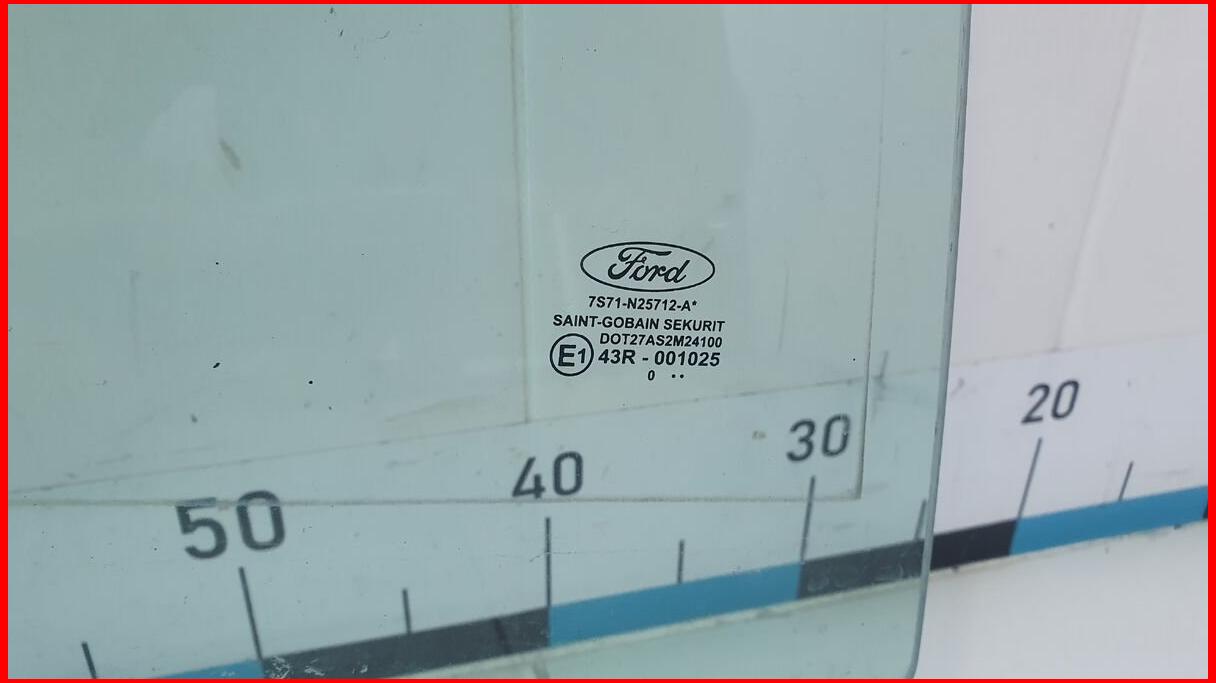 Ford
7S71-N25712-A*
SAINT-GOBAIN SEKURIT
DOT27AS2M24100
E1 43R - 001025
0 ..
20
30
40
50